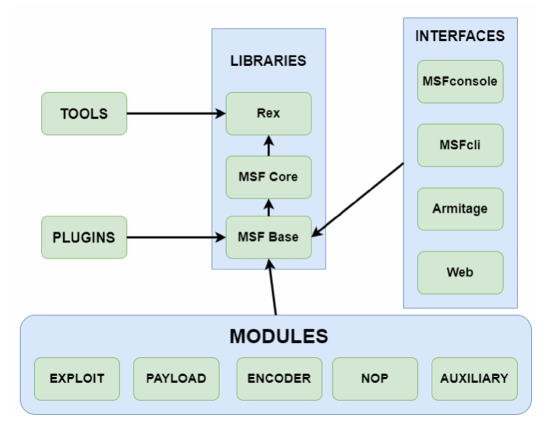 INTERFACES
LIBRARIES
MSFconsole
TOOLS
Rex
MSFcli
MSF Core
Armitage
PLUGINS
MSF Base
Web
MODULES
EXPLOIT
PAYLOAD
ENCODER
NOP
AUXILIARY